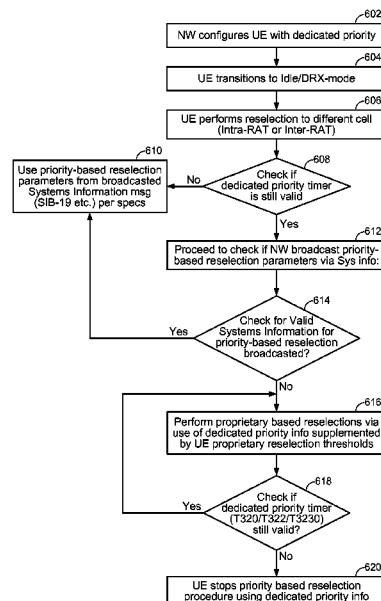 602
NW configures UE with dedicated priority
604
UE transitions to Idle/DRX-mode
606
UE performs reselection to different cell
(Intra-RAT or Inter-RAT)
608
Check if
dedicated priority timer
is still valid
No
Yes
610
Use priority-based reselection
parameters from broadcasted
Systems Information msg
(SIB-19 etc.) per specs
612
Proceed to check if NW broadcast priority-
based reselection parameters via Sys info:
614
Check for Valid
Systems Information for
priority-based reselection
broadcasted?
Yes
No
616
Perform proprietary based reselections via
use of dedicated priority info supplemented
by UE proprietary reselection thresholds
618
Check if
dedicated priority timer
(T320/T322/T3230)
still valid?
Yes
No
620
UE stops priority based reselection
procedure using dedicated priority info